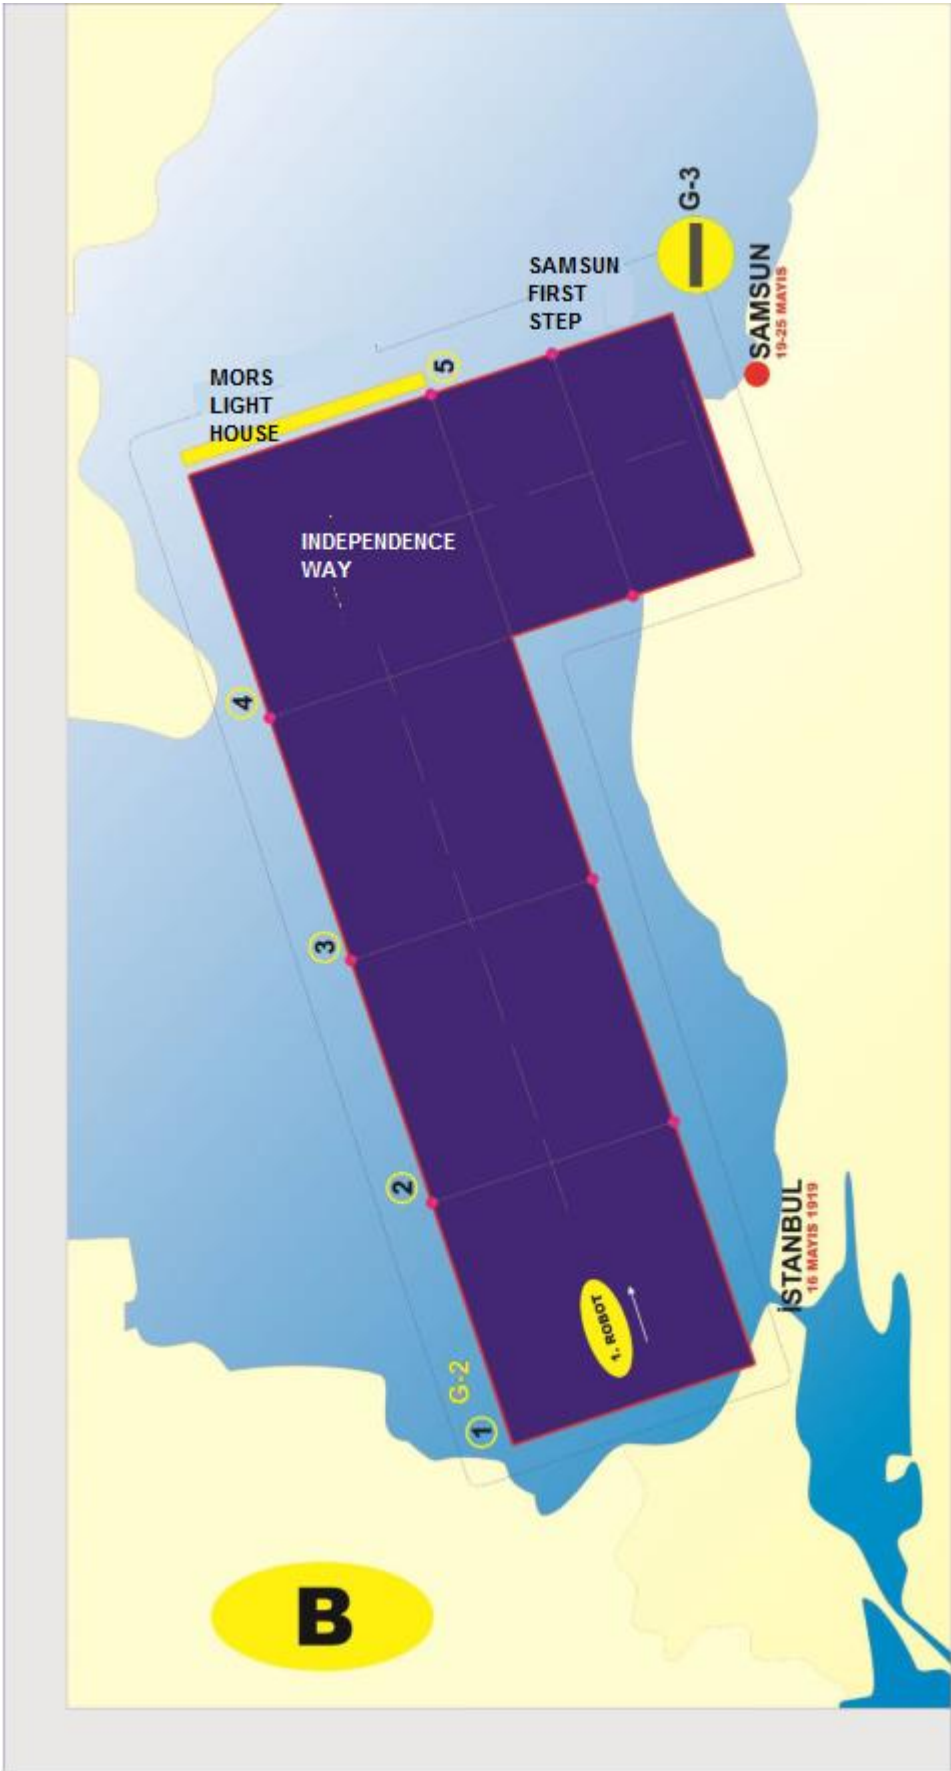 G-3
SAMSUN
FIRST
STEP
SAMSUN
19-25 MAYIS
MORS
LIGHT
HOUSE
5
INDEPENDENCE
WAY
4
3
2
İSTANBUL
16 MAYIS 1919
1. ROBOT
G-2
1
B